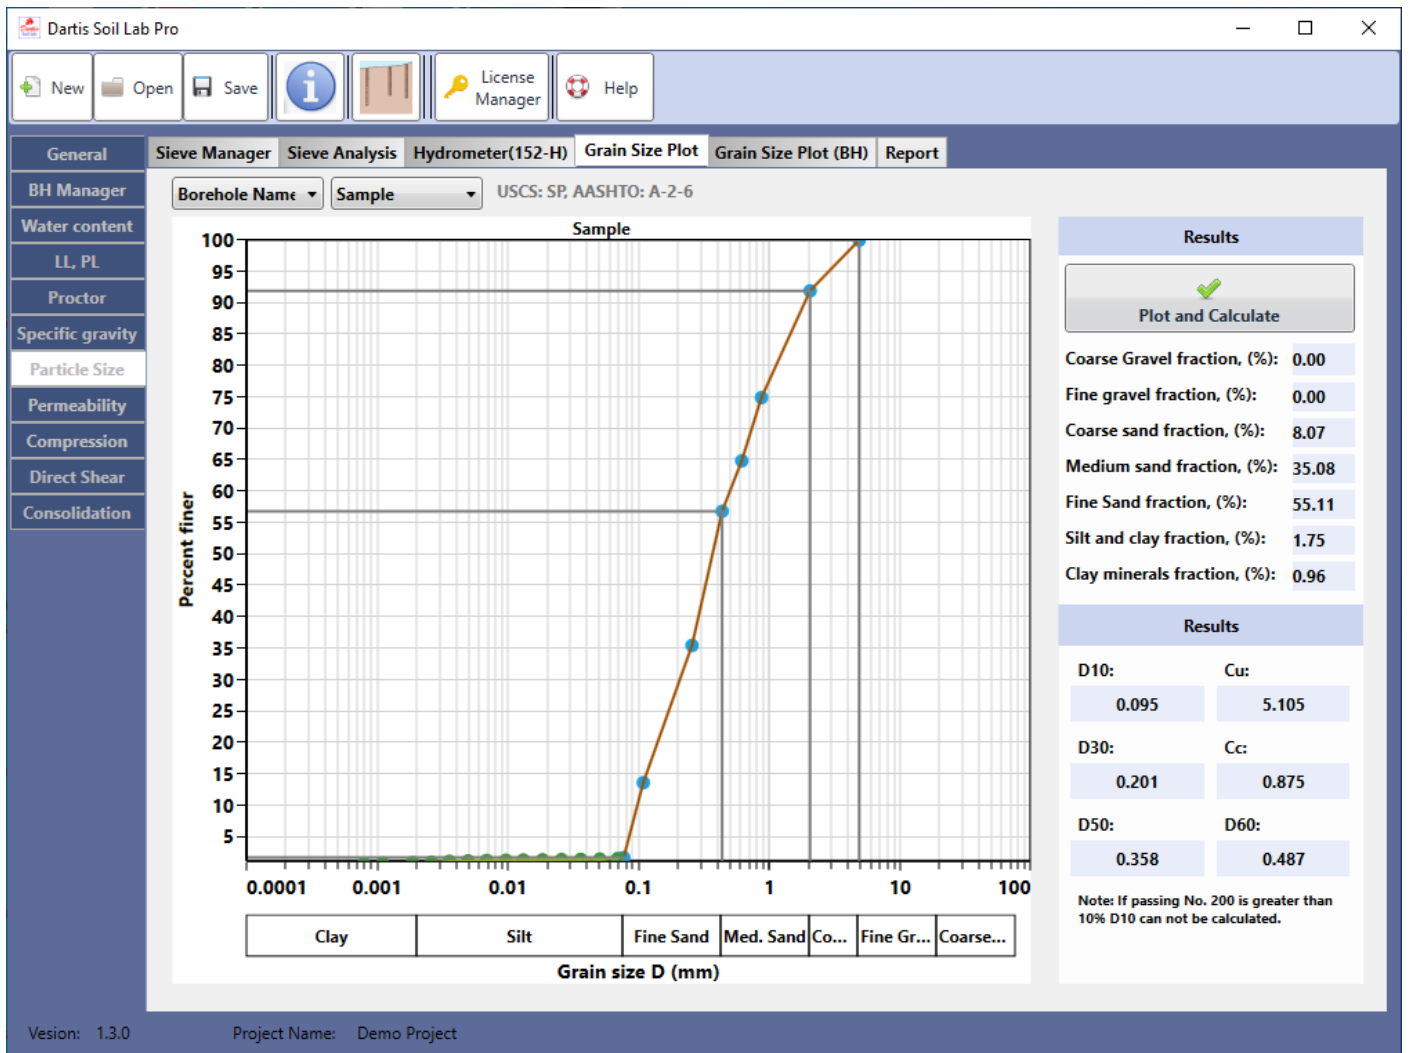 Dartis Soil Lab Pro
New Open Save License Manager Help
General
BH Manager
Water content
LL, PL
Proctor
Specific gravity
Particle Size
Permeability
Compression
Direct Shear
Consolidation
Sieve Manager Sieve Analysis Hydrometer(152-H) Grain Size Plot Grain Size Plot (BH) Report
Borehole Name Sample USCS: SP, AASHTO: A-2-6
Sample
Percent finer
100
95
90
85
80
75
70
65
60
55
50
45
40
35
30
25
20
15
10
5
0.0001 0.001 0.01 0.1 1 10 100
Clay Silt Fine Sand Med. Sand Co... Fine Gr... Coarse...
Grain size D (mm)
Results
Plot and Calculate
Coarse Gravel fraction, (%): 0.00
Fine gravel fraction, (%): 0.00
Coarse sand fraction, (%): 8.07
Medium sand fraction, (%): 35.08
Fine Sand fraction, (%): 55.11
Silt and clay fraction, (%): 1.75
Clay minerals fraction, (%): 0.96
Results
D10: Cu:
0.095 5.105
D30: Cc:
0.201 0.875
D50: D60:
0.358 0.487
Note: If passing No. 200 is greater than
10% D10 can not be calculated.
Vesion: 1.3.0 Project Name: Demo Project